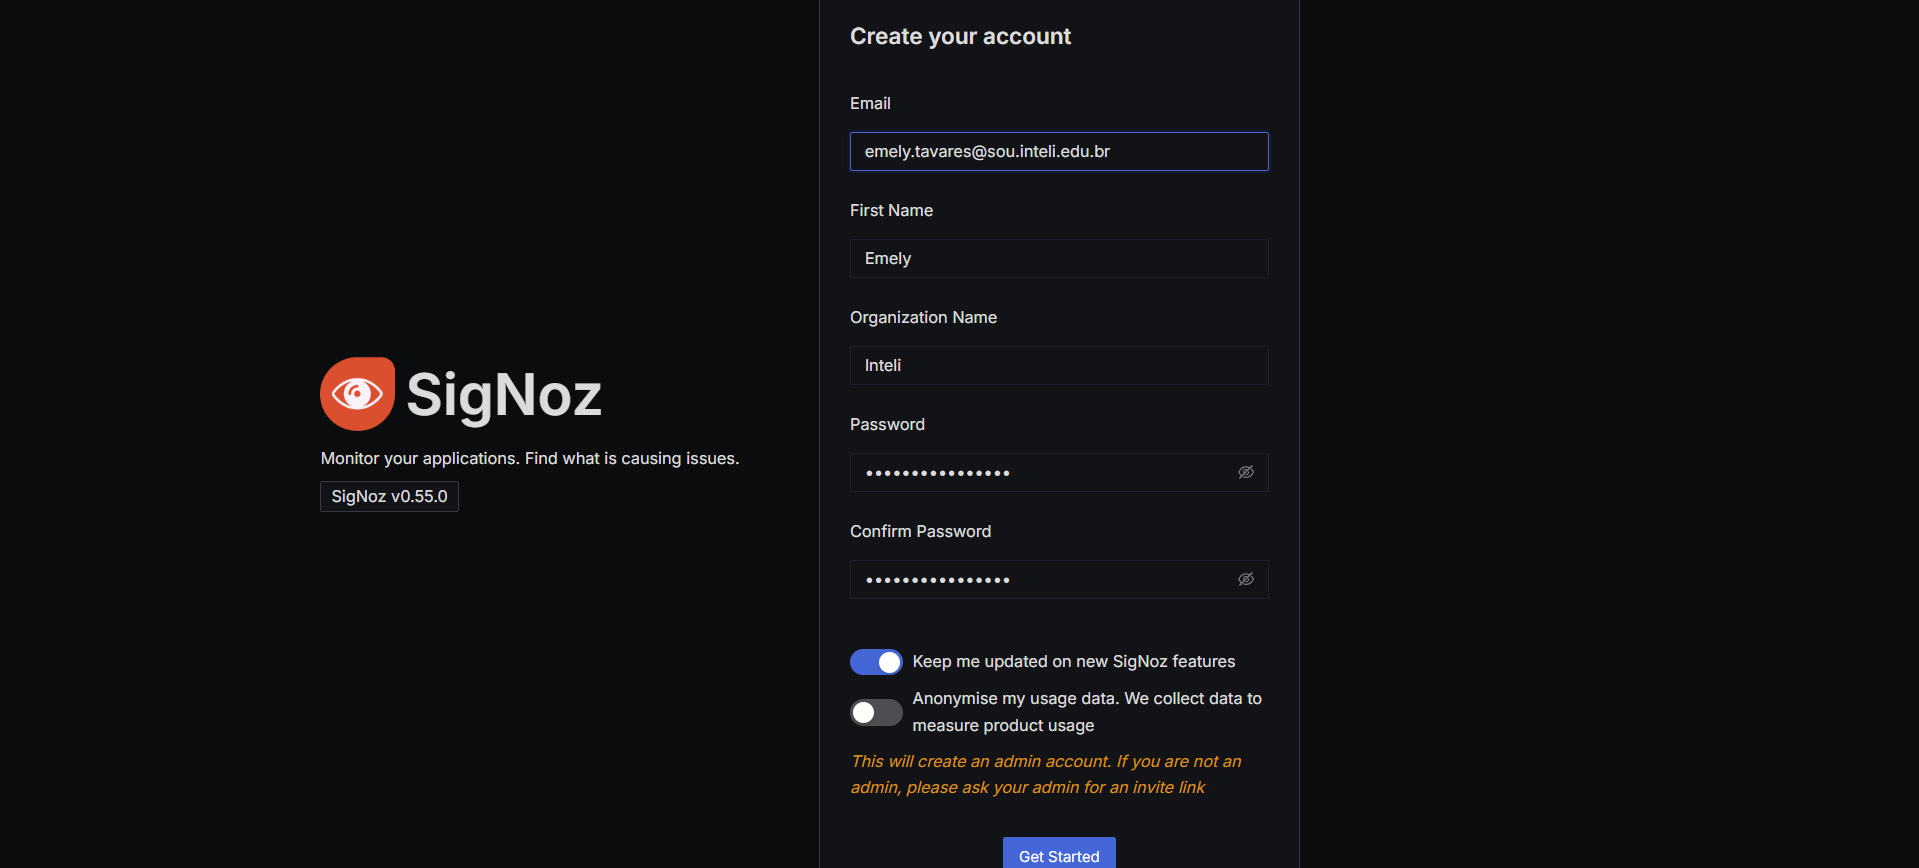 SigNoz
Monitor your applications. Find what is causing issues.
SigNoz v0.55.0
Create your account
Email
emely.tavares@sou.inteli.edu.br
First Name
Emely
Organization Name
Inteli
Password
••••••••••••••••
Confirm Password
••••••••••••••••
Keep me updated on new SigNoz features
Anonymise my usage data. We collect data to
measure product usage
This will create an admin account. If you are not an
admin, please ask your admin for an invite link
Get Started